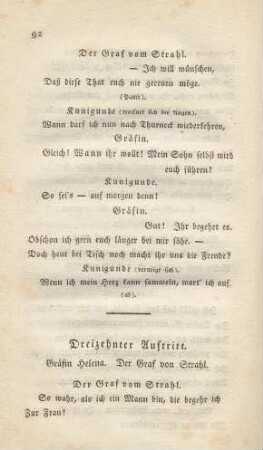 92
Der Graf vom Strahl.
— Ich will wünschen,
Daß diese That euch nie gereuen möge.
(Pause).
Kunigunde (trocknet sich die Augen).
Wann darf ich nun nach Thurneck wiederkehren,
Gräfin.
Gleich! Wann ihr wollt! Mein Sohn selbst wird
euch führen!
Kunigunde.
So sei's — auf morgen denn!
Gräfin.
Gut! Ihr begehrt es.
Obschon ich gern euch länger bei mir sähe. —
Doch heut bei Tisch noch macht ihr uns die Freude?
Kunigunde (verneigt sich).
Wenn ich mein Herz kann sammeln, wart' ich auf.
(ab).
Dreizehnter Auftritt.
Gräfin Helena. Der Graf von Strahl.
Der Graf vom Strahl.
So wahr, als ich ein Mann bin, die begehr ich
Zur Frau!